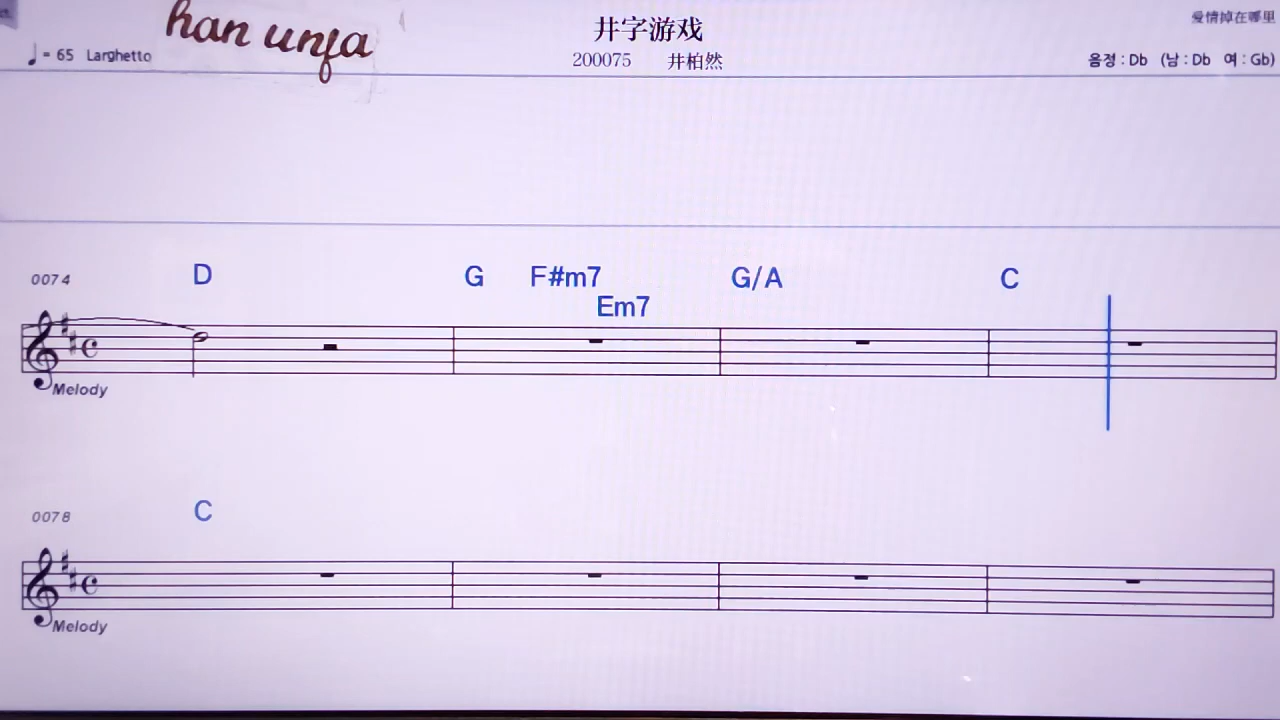 han unfa
井字游戏
爱情掉在哪里
♩= 65 Larghetto
200075 井柏然
음정 : Db (남 : Db 여 : Gb)
0074 D G F#m7 G/A C
Em7
Melody
0078 C
Melody